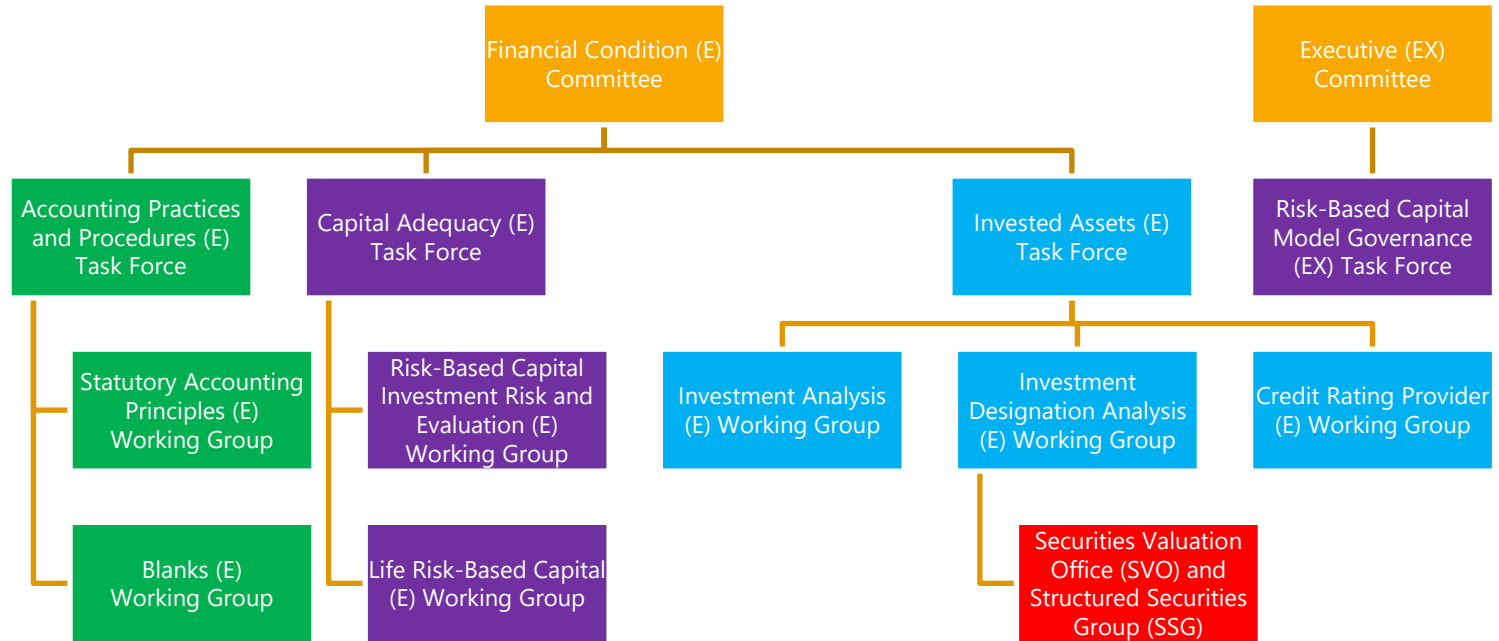 Financial Condition (E)
Committee
Executive (EX)
Committee
Accounting Practices
and Procedures (E)
Task Force
Capital Adequacy (E)
Task Force
Invested Assets (E)
Task Force
Risk-Based Capital
Model Governance
(EX) Task Force
Statutory Accounting
Principles (E)
Working Group
Risk-Based Capital
Investment Risk and
Evaluation (E)
Working Group
Investment Analysis
(E) Working Group
Investment
Designation Analysis
(E) Working Group
Credit Rating Provider
(E) Working Group
Blanks (E)
Working Group
Life Risk-Based Capital
(E) Working Group
Securities Valuation
Office (SVO) and
Structured Securities
Group (SSG)